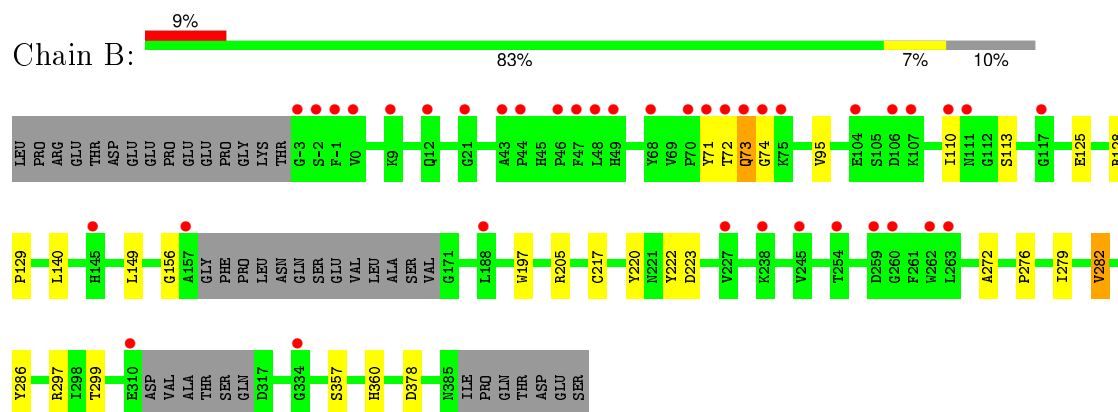 9%
Chain B:
83% 7% 10%
LEU PRO ARG GLU THR ASP GLU GLU PRO GLU GLU PRO GLY LYS THR G-3 S-2 F-1 V0 K9 Q12 G21 A43 P44 H45 P46 F47 L48 H49 Y68 V69 P70 Y71 T72 Q73 G74 K75 V95 E104 S105 D106 K107 I110 N111 G112 S113 G117 E125
P129 L140 H145 L149 G156 A157 GLY PHE PRO LEU ASN GLN SER GLU VAL LEU ALA SER VAL G171 L188 W197 R205 C217 Y220 N221 Y222 D223 V227 K238 V245 T254 D259 G260 F261 W262 L263 A272 P276 I279 V282
Y286 R297 I298 T299 E310 ASP VAL ALA THR SER GLN D317 G334 S357 H360 D378 N385 ILE PRO GLN THR ASP GLU SER